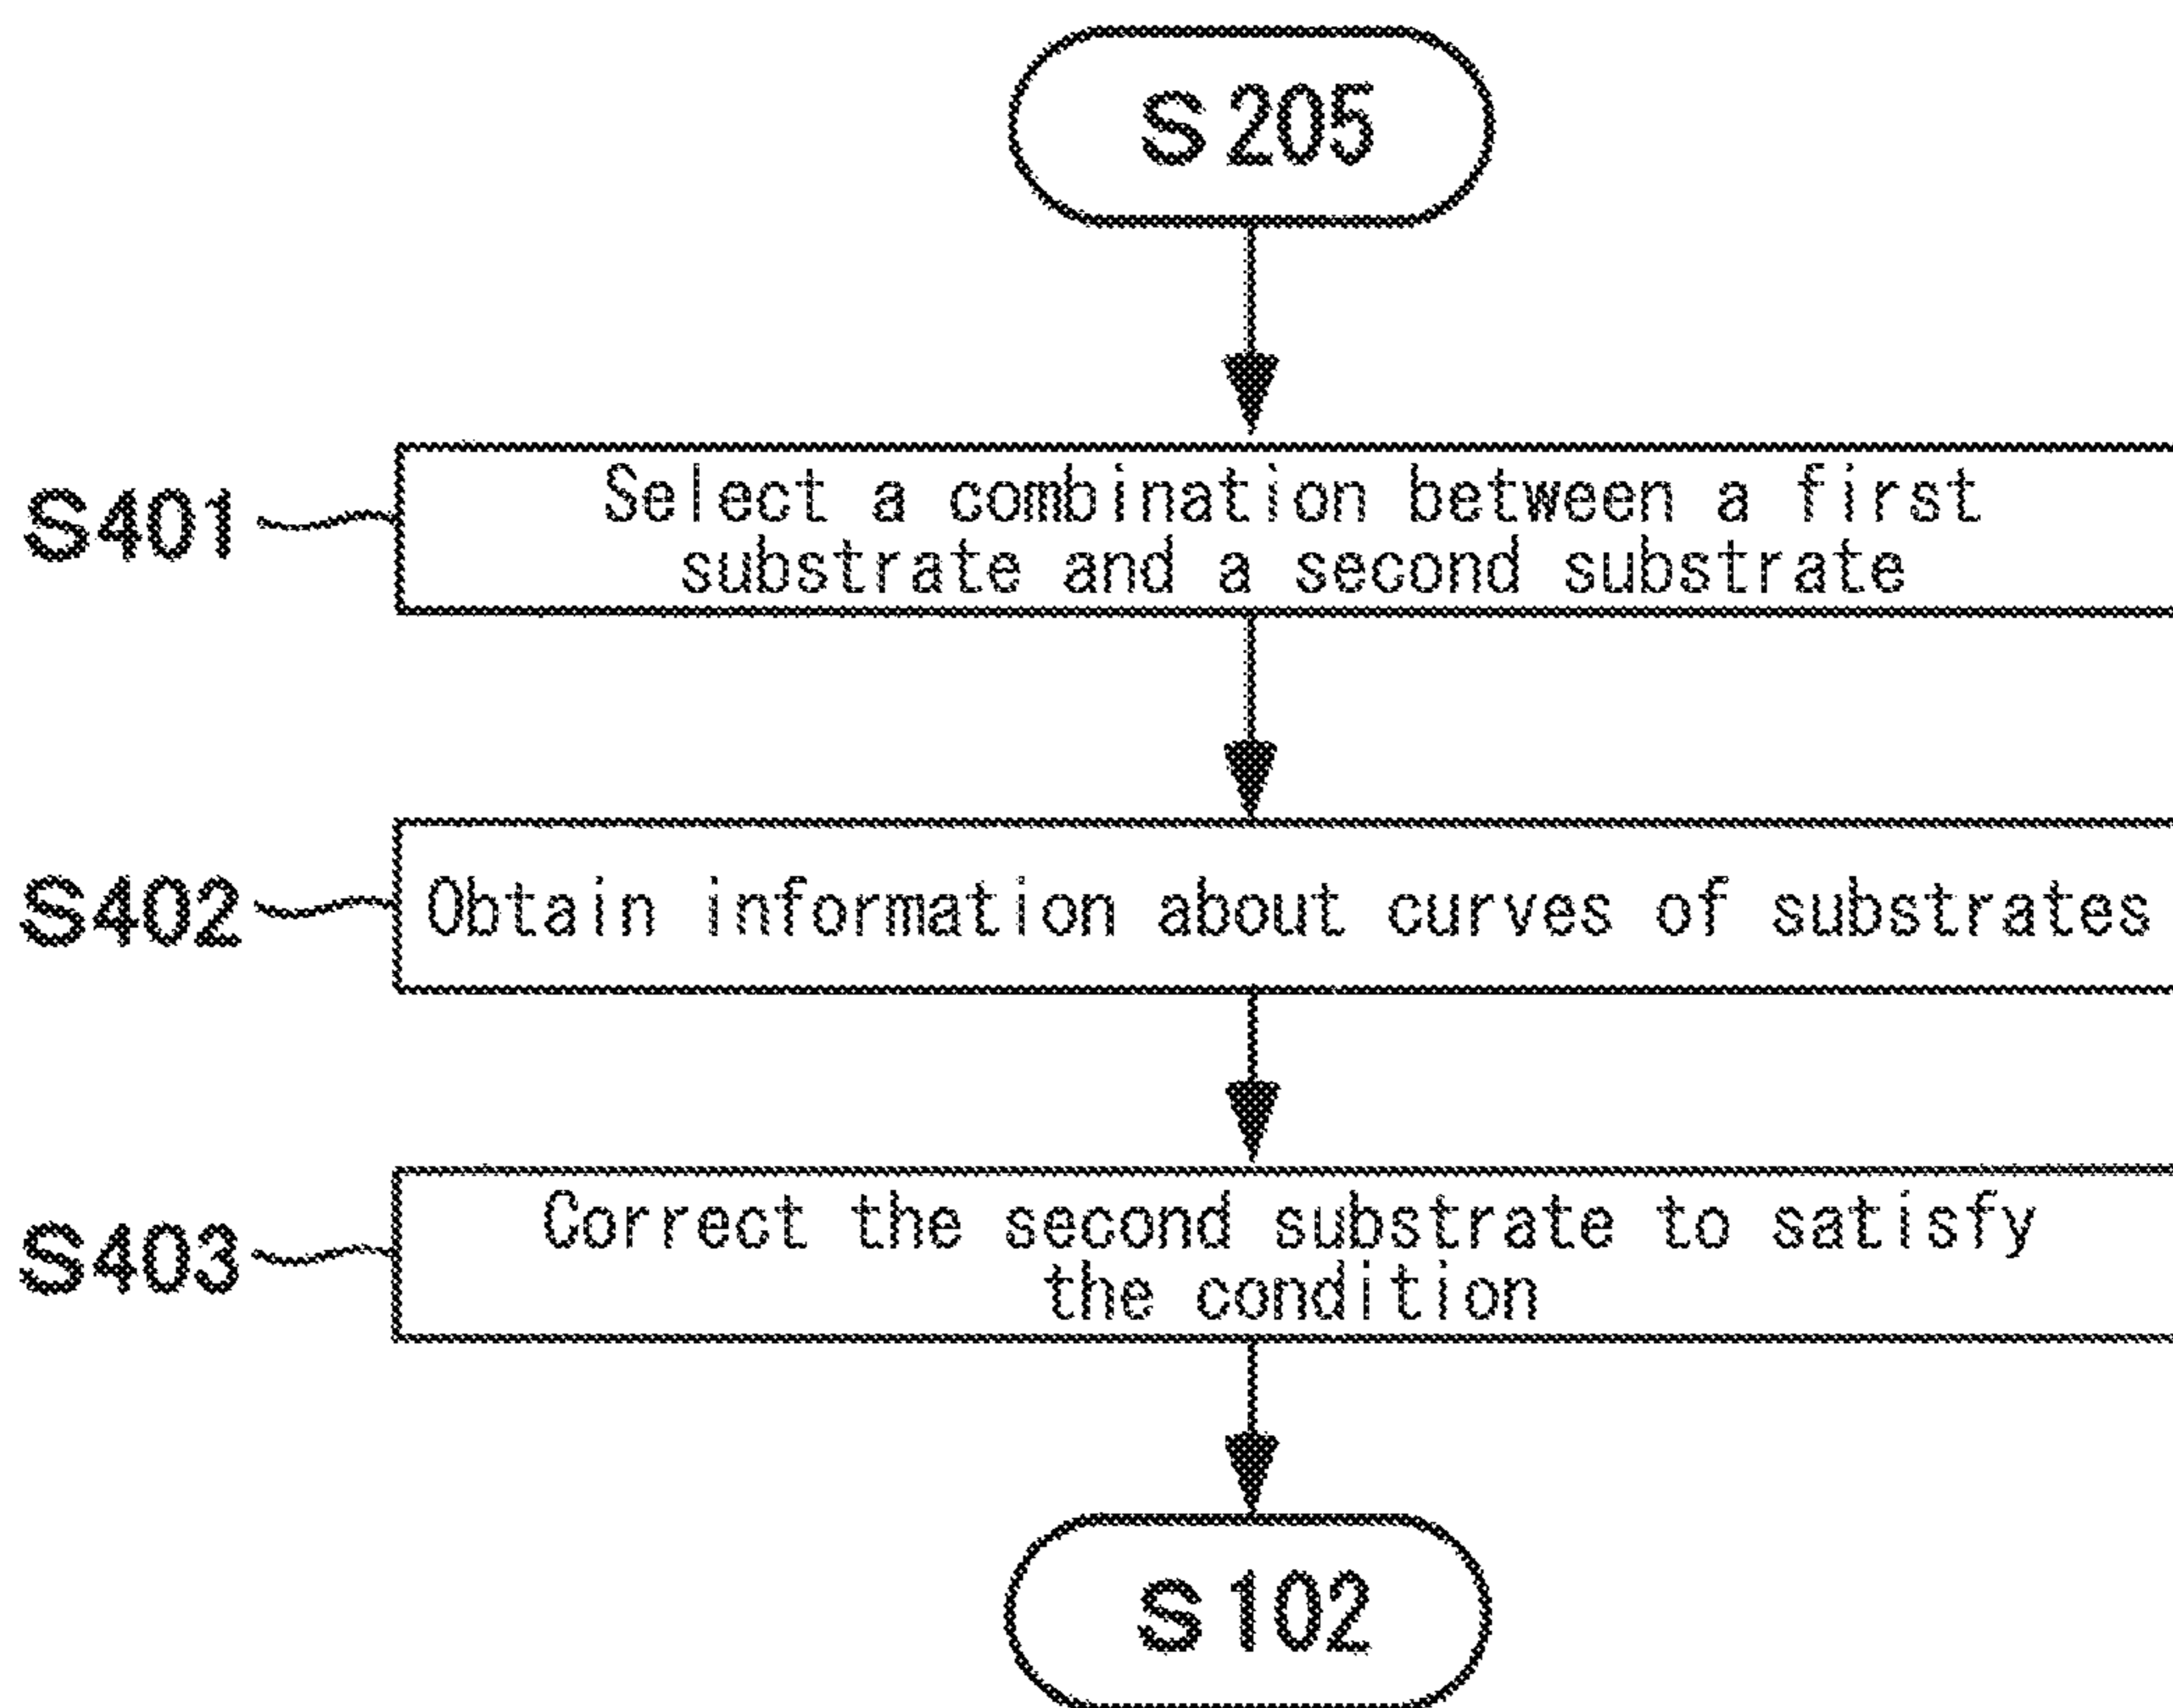 S205
S401
Select a combination between a first
substrate and a second substrate
S402
Obtain information about curves of substrates
S403
Correct the second substrate to satisfy
the condition
S102